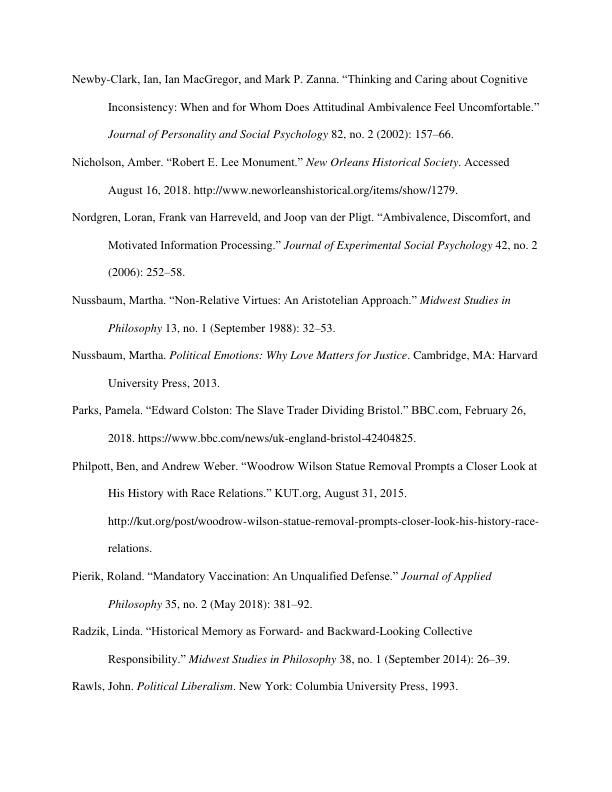 Newby-Clark, Ian, Ian MacGregor, and Mark P. Zanna. “Thinking and Caring about Cognitive
Inconsistency: When and for Whom Does Attitudinal Ambivalence Feel Uncomfortable.”
Journal of Personality and Social Psychology 82, no. 2 (2002): 157–66.
Nicholson, Amber. “Robert E. Lee Monument.” New Orleans Historical Society. Accessed
August 16, 2018. http://www.neworleanshistorical.org/items/show/1279.
Nordgren, Loran, Frank van Harreveld, and Joop van der Pligt. “Ambivalence, Discomfort, and
Motivated Information Processing.” Journal of Experimental Social Psychology 42, no. 2
(2006): 252–58.
Nussbaum, Martha. “Non-Relative Virtues: An Aristotelian Approach.” Midwest Studies in
Philosophy 13, no. 1 (September 1988): 32–53.
Nussbaum, Martha. Political Emotions: Why Love Matters for Justice. Cambridge, MA: Harvard
University Press, 2013.
Parks, Pamela. “Edward Colston: The Slave Trader Dividing Bristol.” BBC.com, February 26,
2018. https://www.bbc.com/news/uk-england-bristol-42404825.
Philpott, Ben, and Andrew Weber. “Woodrow Wilson Statue Removal Prompts a Closer Look at
His History with Race Relations.” KUT.org, August 31, 2015.
http://kut.org/post/woodrow-wilson-statue-removal-prompts-closer-look-his-history-race-
relations.
Pierik, Roland. “Mandatory Vaccination: An Unqualified Defense.” Journal of Applied
Philosophy 35, no. 2 (May 2018): 381–92.
Radzik, Linda. “Historical Memory as Forward- and Backward-Looking Collective
Responsibility.” Midwest Studies in Philosophy 38, no. 1 (September 2014): 26–39.
Rawls, John. Political Liberalism. New York: Columbia University Press, 1993.